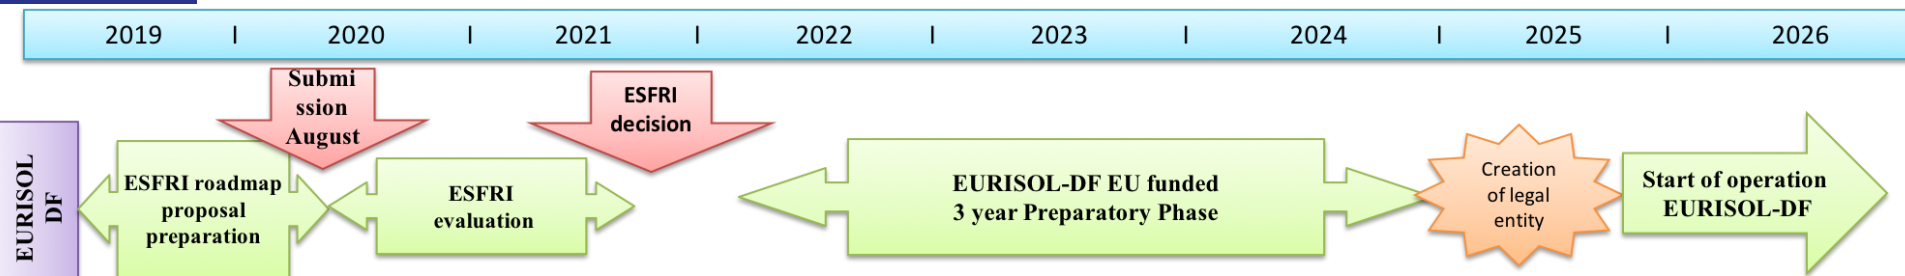 2019 I 2020 I 2021 I 2022 I 2023 I 2024 I 2025 I 2026
Submi
ssion
August
ESFRI
decision
EURISOL
DF
ESFRI roadmap
proposal
preparation
ESFRI
evaluation
EURISOL-DF EU funded
3 year Preparatory Phase
Creation
of legal
entity
Start of operation
EURISOL-DF